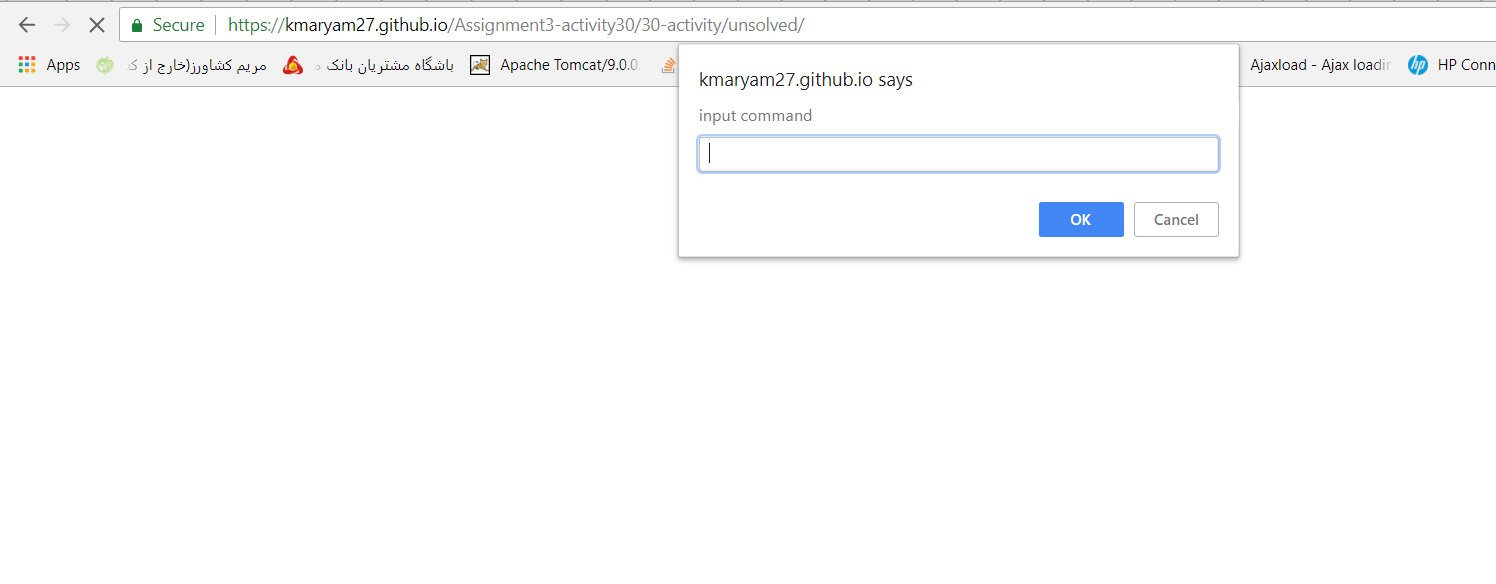 Secure https://kmaryam27.github.io/Assignment3-activity30/30-activity/unsolved/
Apps مریم کشاورز(خارج از ک باشگاه مشتریان بانک م Apache Tomcat/9.0.0. Ajaxload - Ajax loadin HP Conn
kmaryam27.github.io says
input command
OK Cancel